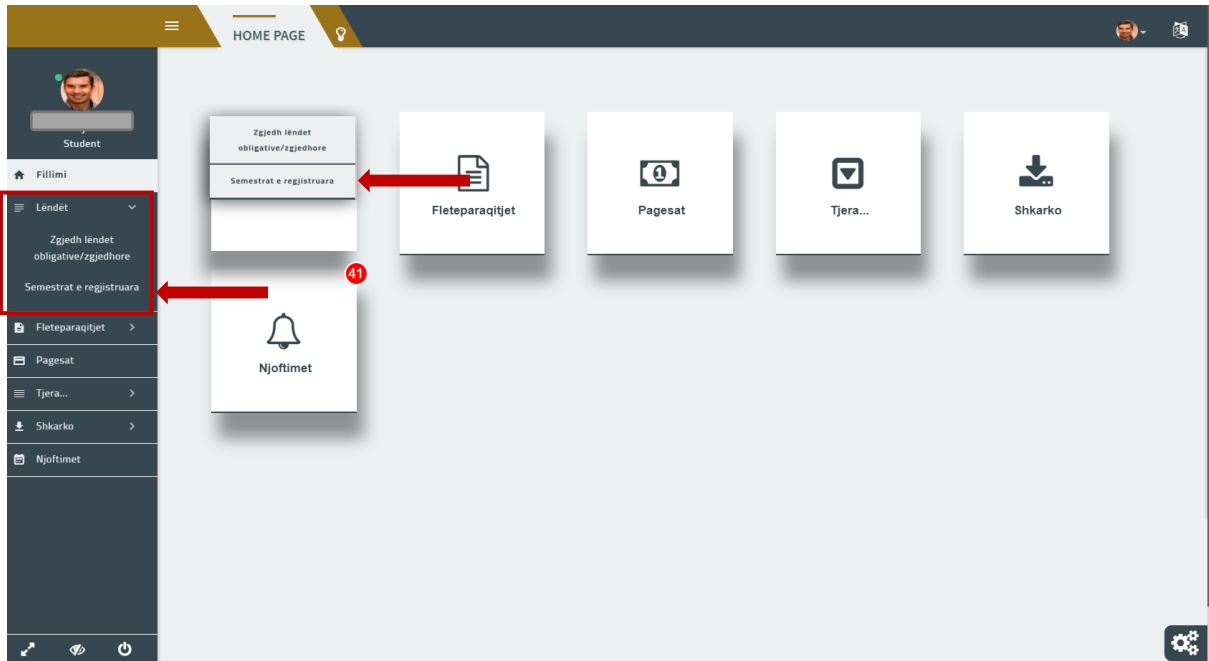 HOME PAGE
Student
Fillimi
Lëndët
Zgjedh lëndet
obligative/zgjedhore
Semestrat e regjistruara
Fleteparaqitjet
Pagesat
Tjera...
Shkarko
Njoftimet
Zgjedh lëndet
obligative/zgjedhore
Semestrat e regjistruara
Fleteparaqitjet
Pagesat
Tjera...
Shkarko
41
Njoftimet